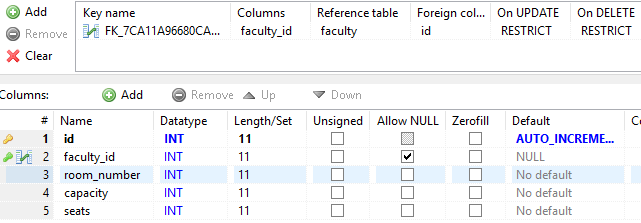 Add Key name Columns Reference table Foreign col... On UPDATE On DELETE
Remove FK_7CA11A96680CA... faculty_id faculty id RESTRICT RESTRICT
Clear
Columns: Add Remove Up Down
# Name Datatype Length/Set Unsigned Allow NULL Zerofill Default Co
1 id INT 11 AUTO_INCREME...
2 faculty_id INT 11 NULL
3 room_number INT 11 No default
4 capacity INT 11 No default
5 seats INT 11 No default